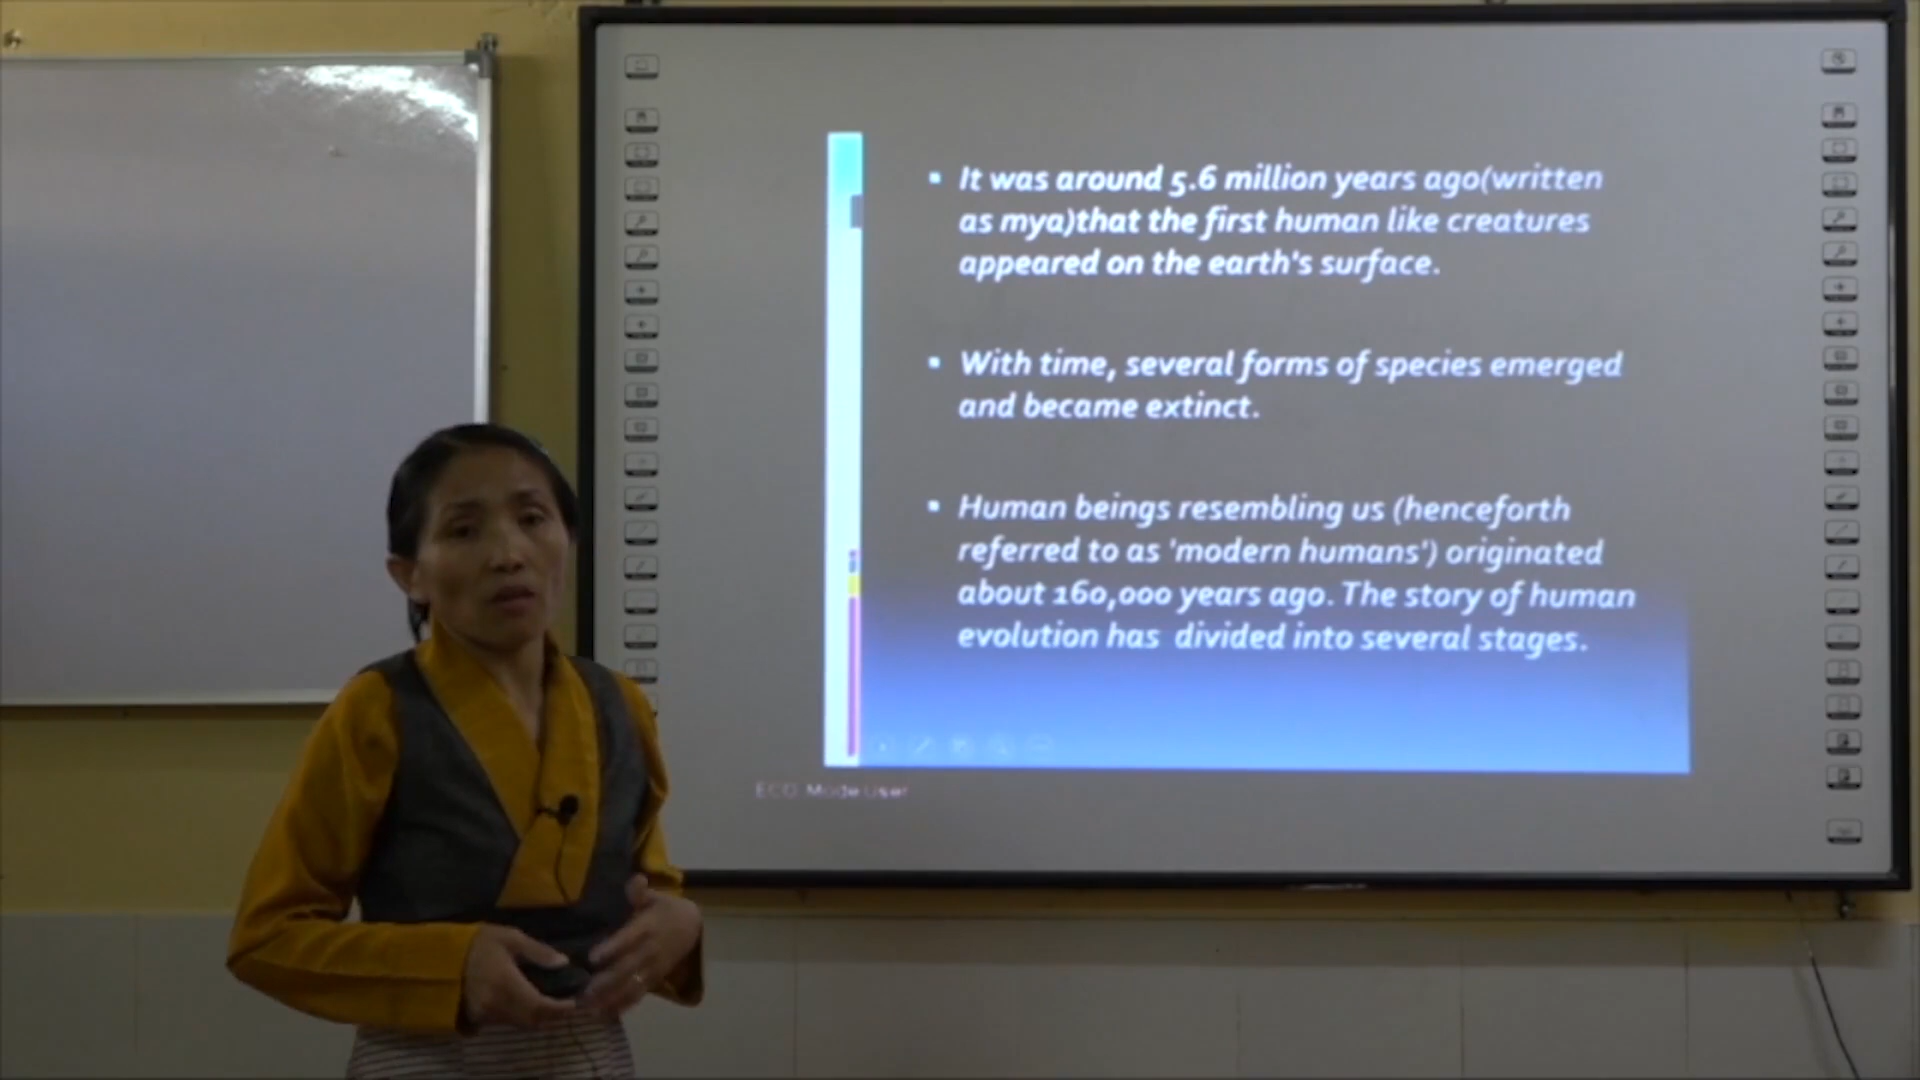 ▪ It was around 5.6 million years ago(written
as mya)that the first human like creatures
appeared on the earth's surface.
▪ With time, several forms of species emerged
and became extinct.
▪ Human beings resembling us (henceforth
referred to as 'modern humans') originated
about 160,000 years ago. The story of human
evolution has divided into several stages.
ECO Mode:User